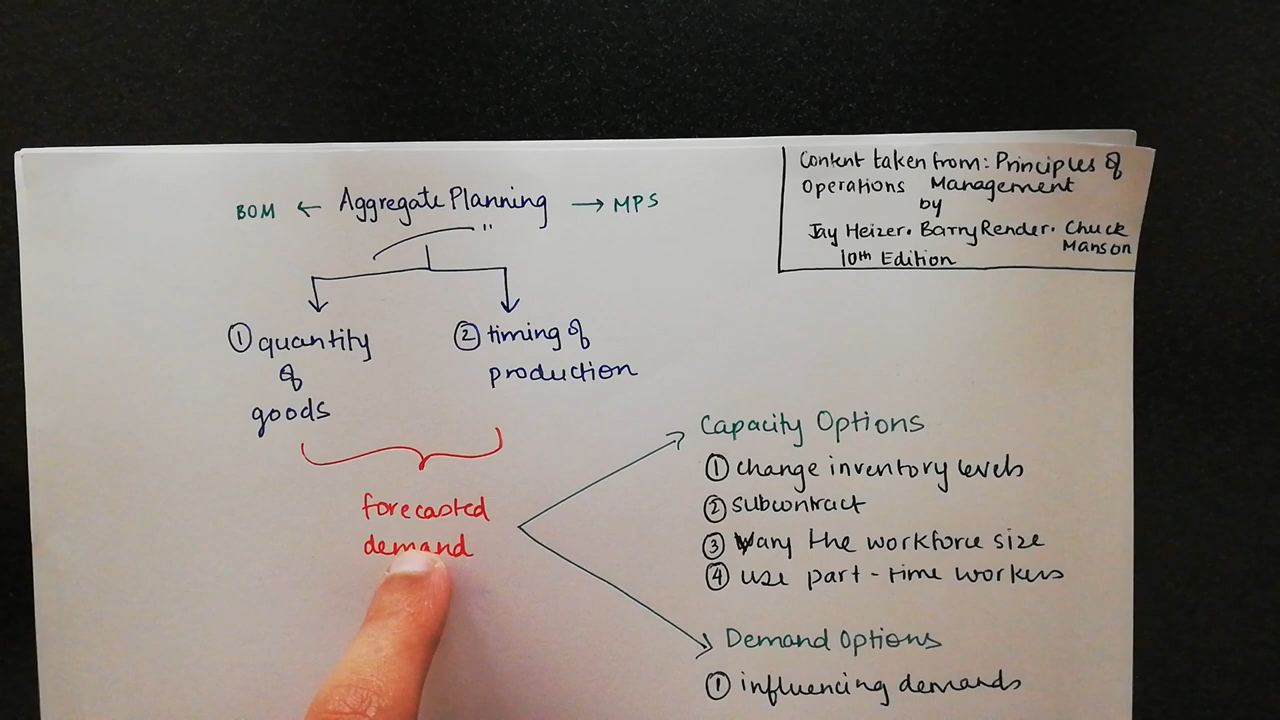 Content taken from: Principles of
Operations Management
by
Jay Heizer. Barry Render. Chuck
Manson
10th Edition
BOM ← Aggregate Planning → MPS
"
① quantity
of
goods
② timing of
production
forecasted
demand
Capacity Options
① change inventory levels
② subcontract
③ Vary the workforce size
④ use part-time workers
Demand Options
① influencing demands